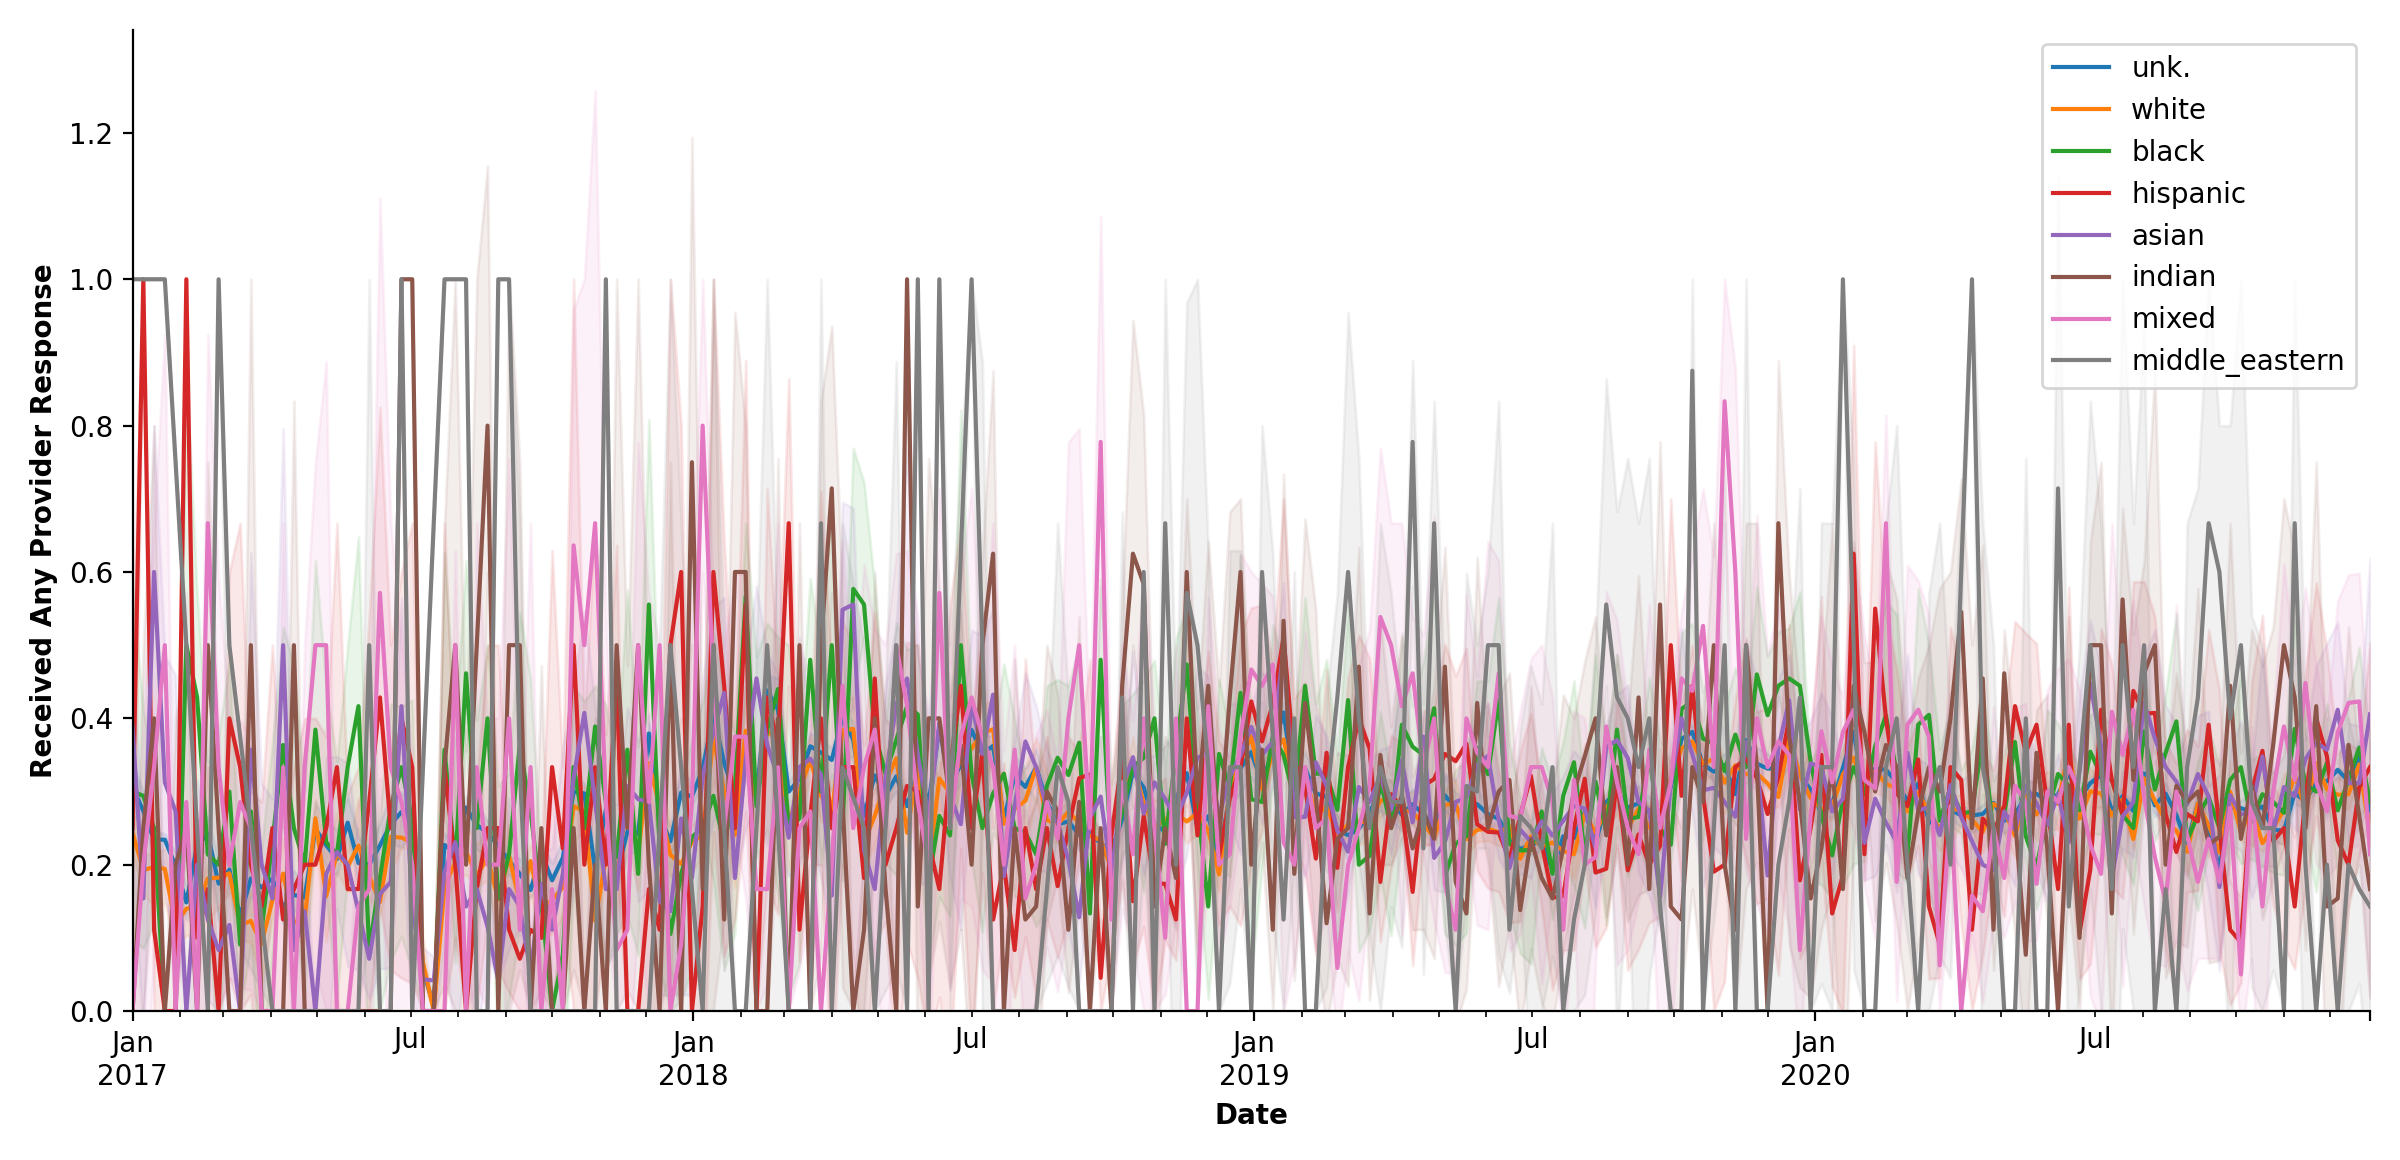 Received Any Provider Response
1.2
1.0
0.8
0.6
0.4
0.2
0.0
unk.
white
black
hispanic
asian
indian
mixed
middle_eastern
Jan
2017
Jul
Jan
2018
Jul
Jan
2019
Jul
Jan
2020
Jul
Date